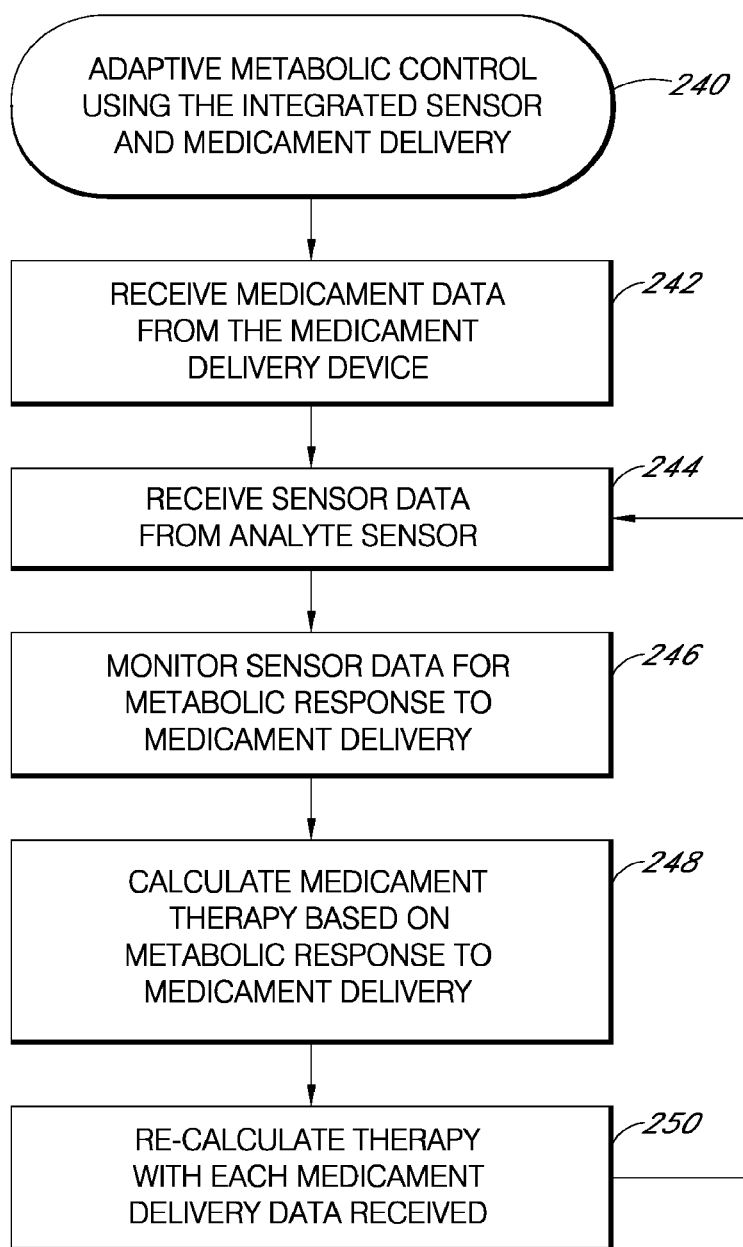 ADAPTIVE METABOLIC CONTROL
USING THE INTEGRATED SENSOR
AND MEDICAMENT DELIVERY
240
RECEIVE MEDICAMENT DATA
FROM THE MEDICAMENT
DELIVERY DEVICE
242
RECEIVE SENSOR DATA
FROM ANALYTE SENSOR
244
MONITOR SENSOR DATA FOR
METABOLIC RESPONSE TO
MEDICAMENT DELIVERY
246
CALCULATE MEDICAMENT
THERAPY BASED ON
METABOLIC RESPONSE TO
MEDICAMENT DELIVERY
248
RE-CALCULATE THERAPY
WITH EACH MEDICAMENT
DELIVERY DATA RECEIVED
250